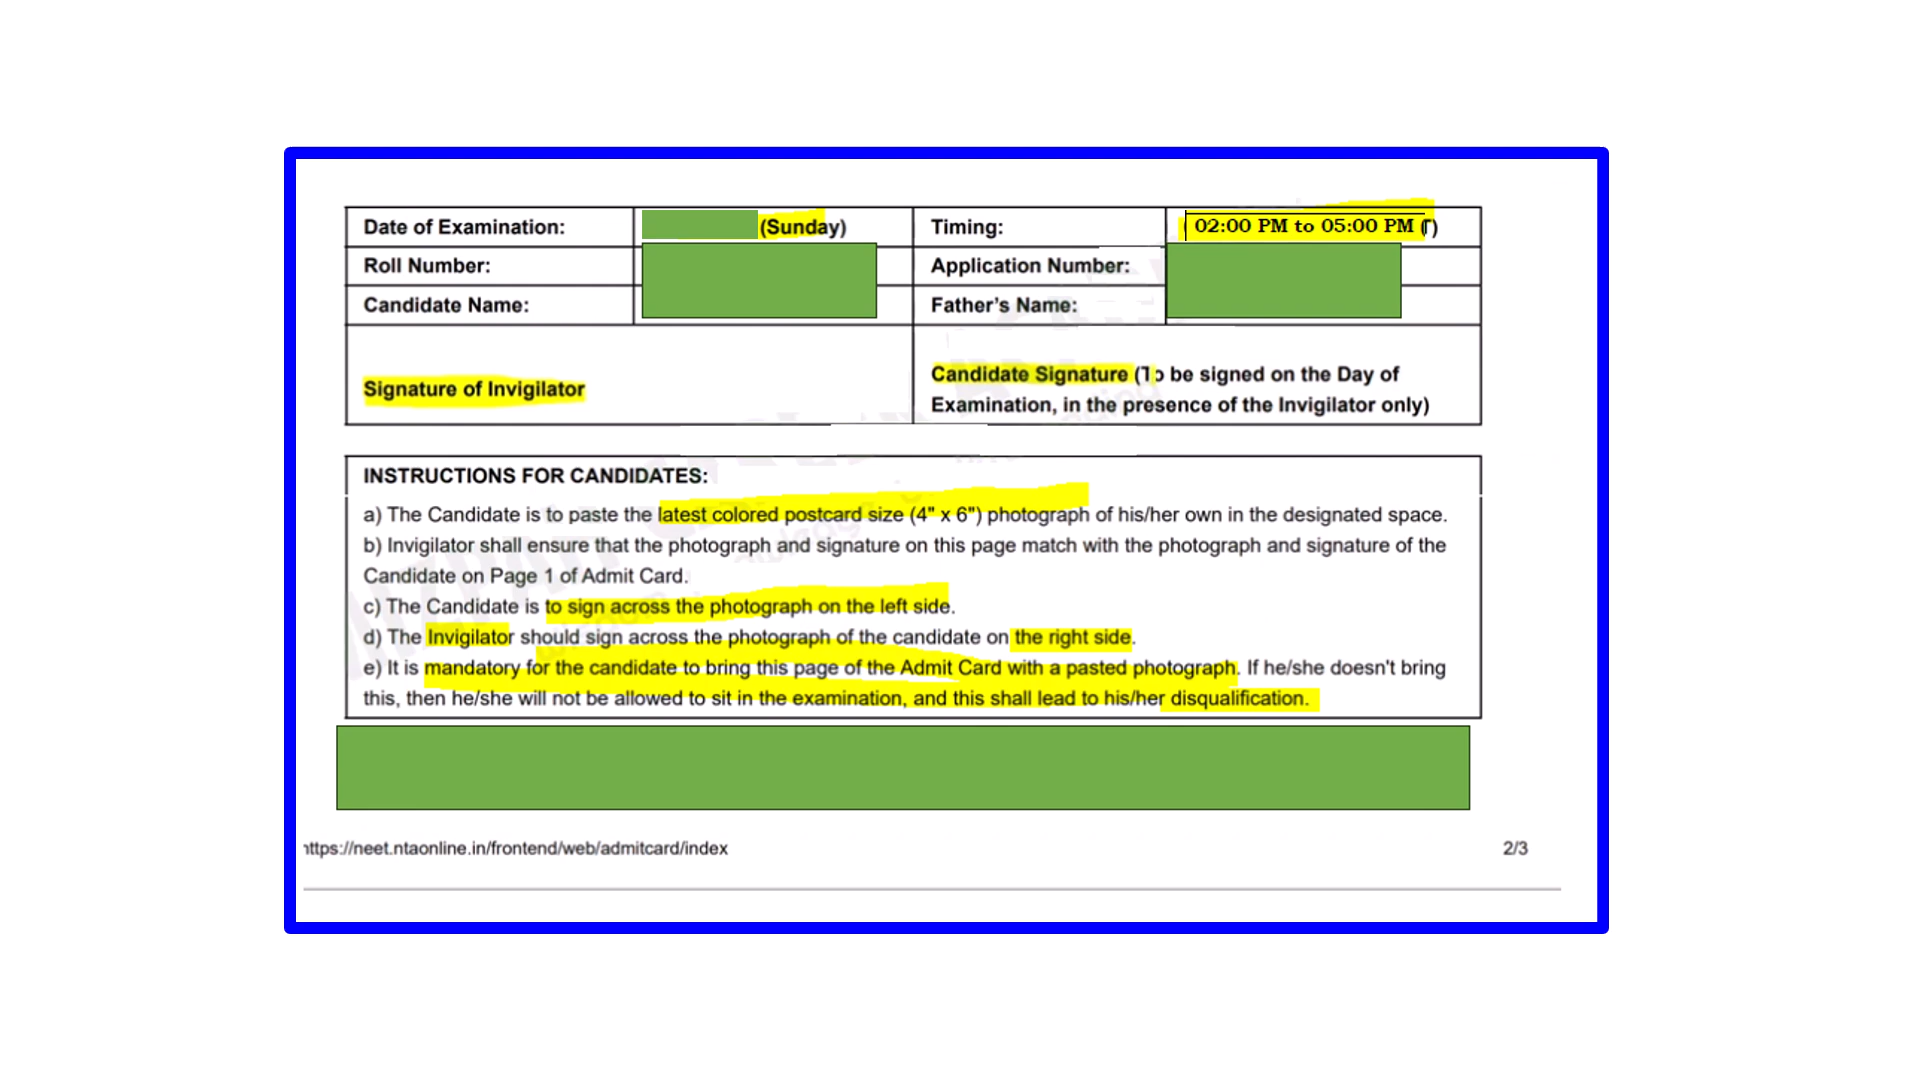 Date of Examination: (Sunday) Timing: 02:00 PM to 05:00 PM
Roll Number: Application Number:
Candidate Name: Father's Name:
Signature of Invigilator
Candidate Signature (To be signed on the Day of
Examination, in the presence of the Invigilator only)
INSTRUCTIONS FOR CANDIDATES:
a) The Candidate is to paste the latest colored postcard size (4" x 6") photograph of his/her own in the designated space.
b) Invigilator shall ensure that the photograph and signature on this page match with the photograph and signature of the
Candidate on Page 1 of Admit Card.
c) The Candidate is to sign across the photograph on the left side.
d) The Invigilator should sign across the photograph of the candidate on the right side.
e) It is mandatory for the candidate to bring this page of the Admit Card with a pasted photograph. If he/she doesn't bring
this, then he/she will not be allowed to sit in the examination, and this shall lead to his/her disqualification.
https://neet.ntaonline.in/frontend/web/admitcard/index 2/3